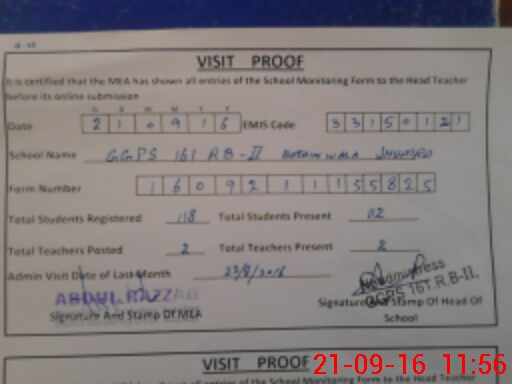 VISIT PROOF
It is certified that the MEA has shown all entries of the School Monitoring Form to the Head Teacher
before its online submission
D D M M Y Y
Date 2 1 0 9 1 6 EMIS Code 3 3 1 5 0 1 2 1
School Name GGPS 161 RB-II
Form Number 1 6 0 9 2 1 1 1 5 5 8 2 5
Total Students Registered 118 Total Students Present 112
Total Teachers Posted 2 Total Teachers Present 2
Admin Visit Date of Last Month 23/8/2016
ABDUL RAZZAQ
Headmistress
GGPS 161 R.B-II
Signature And Stamp Of MEA
Signature And Stamp Of Head Of
School
VISIT PROOF
21-09-16 11:56